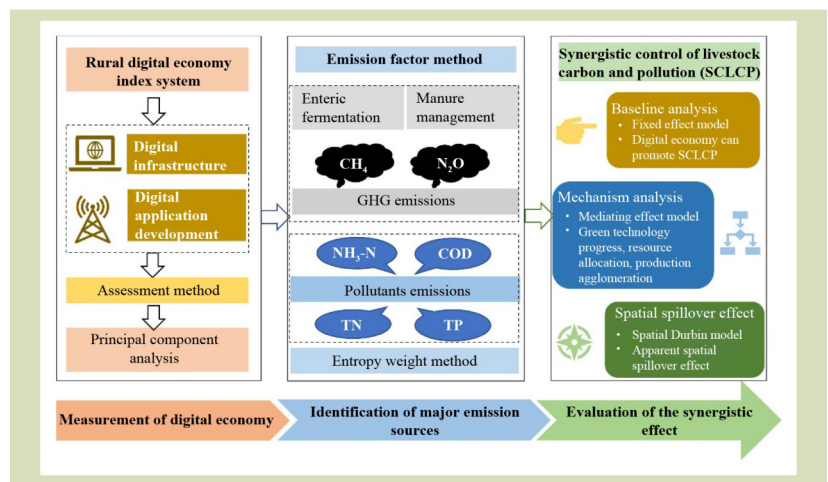 Rural digital economy
index system
Digital
infrastructure
Digital
application
development
Assessment method
Principal component
analysis
Emission factor method
Enteric
fermentation
Manure
management
CH₄
N₂O
GHG emissions
NH₃-N
COD
Pollutants emissions
TN
TP
Entropy weight method
Synergistic control of livestock
carbon and pollution (SCLCP)
Baseline analysis
• Fixed effect model
• Digital economy can
promote SCLCP
Mechanism analysis
• Mediating effect model
• Green technology
progress, resource
allocation, production
agglomeration
Spatial spillover effect
• Spatial Durbin model
• Apparent spatial
spillover effect
Measurement of digital economy
Identification of major emission
sources
Evaluation of the synergistic
effect